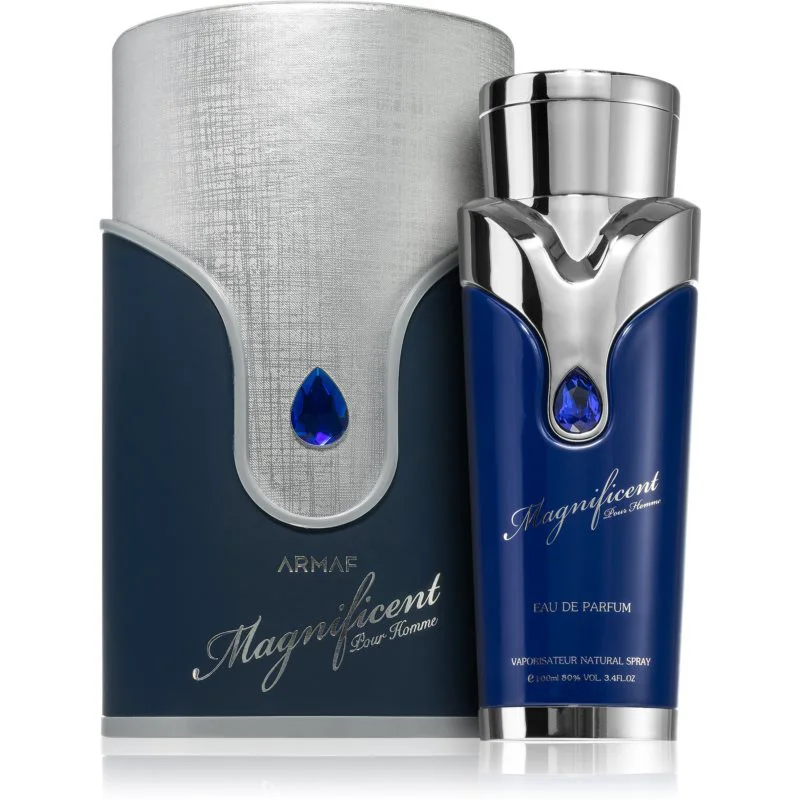 ARMAF
Magnificent
Pour Homme
Magnificent
Pour Homme
EAU DE PARFUM
VAPORISATEUR NATURAL SPRAY
℮100ml 80% VOL. 3.4FL.OZ